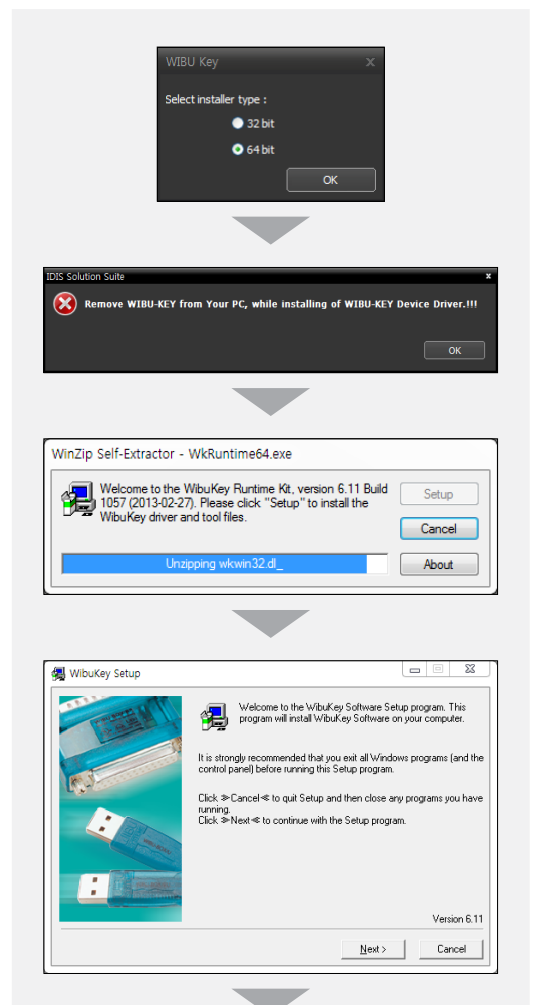 WIBU Key
x
Select installer type :
32 bit
64 bit
OK
IDIS Solution Suite
x
Remove WIBU-KEY from Your PC, while installing of WIBU-KEY Device Driver.!!!
OK
WinZip Self-Extractor - WkRuntime64.exe
Welcome to the WibuKey Runtime Kit, version 6.11 Build
1057 (2013-02-27). Please click "Setup" to install the
WibuKey driver and tool files.
Setup
Cancel
Unzipping wkwin32.dl_
About
WibuKey Setup
Welcome to the WibuKey Software Setup program. This
program will install WibuKey Software on your computer.
It is strongly recommended that you exit all Windows programs (and the
control panel) before running this Setup program.
Click ≫Cancel≪ to quit Setup and then close any programs you have
running.
Click ≫Next≪ to continue with the Setup program.
Version 6.11
Next >
Cancel